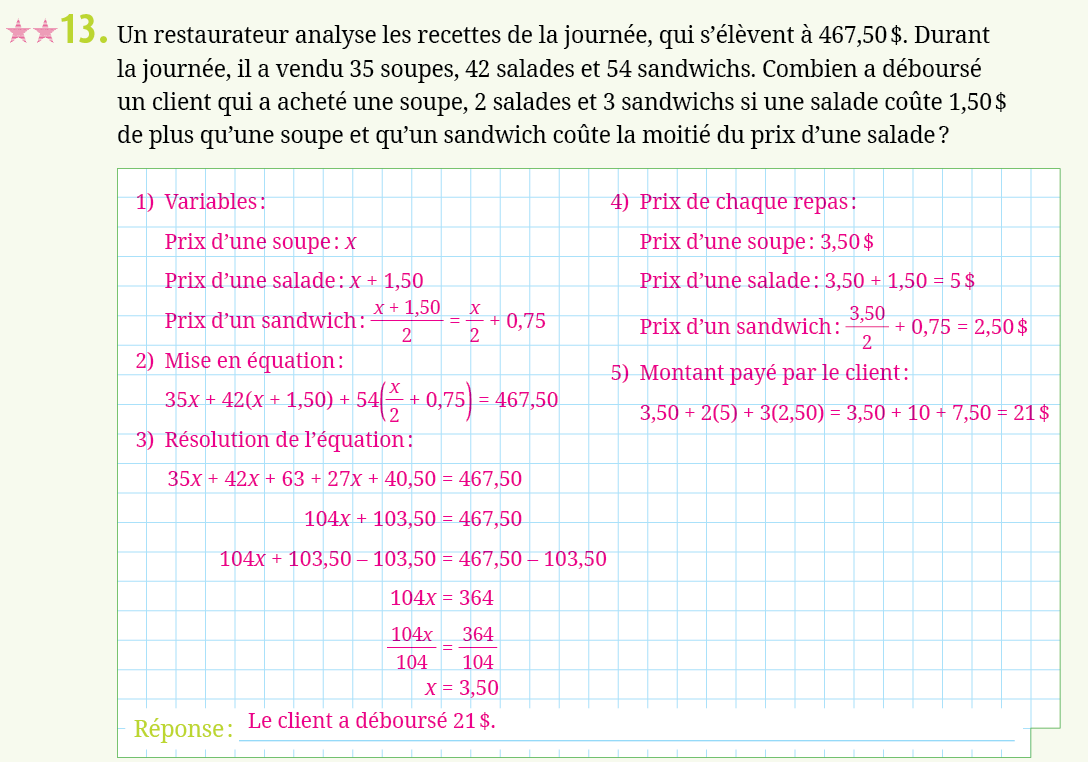 ★★13. Un restaurateur analyse les recettes de la journée, qui s’élèvent à 467,50 $. Durant
la journée, il a vendu 35 soupes, 42 salades et 54 sandwichs. Combien a déboursé
un client qui a acheté une soupe, 2 salades et 3 sandwichs si une salade coûte 1,50 $
de plus qu’une soupe et qu’un sandwich coûte la moitié du prix d’une salade ?
1) Variables :
Prix d’une soupe : x
Prix d’une salade : x + 1,50
Prix d’un sandwich : (x + 1,50)/2 = x/2 + 0,75
2) Mise en équation :
35x + 42(x + 1,50) + 54(x/2 + 0,75) = 467,50
3) Résolution de l’équation :
35x + 42x + 63 + 27x + 40,50 = 467,50
104x + 103,50 = 467,50
104x + 103,50 – 103,50 = 467,50 – 103,50
104x = 364
104x/104 = 364/104
x = 3,50
4) Prix de chaque repas :
Prix d’une soupe : 3,50 $
Prix d’une salade : 3,50 + 1,50 = 5 $
Prix d’un sandwich : 3,50/2 + 0,75 = 2,50 $
5) Montant payé par le client :
3,50 + 2(5) + 3(2,50) = 3,50 + 10 + 7,50 = 21 $
Réponse : Le client a déboursé 21 $.